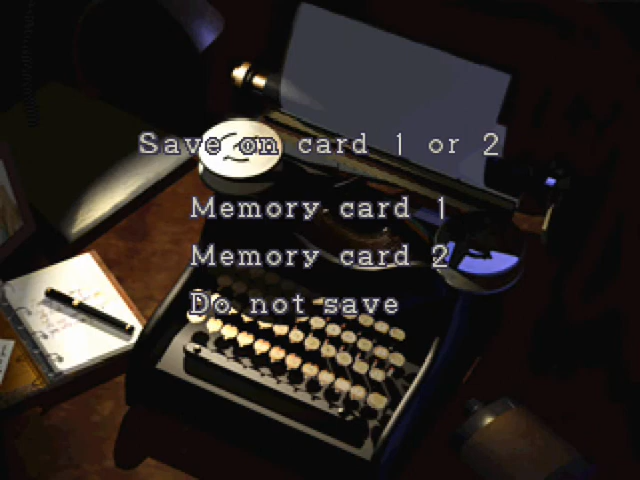 Save on card 1 or 2
Memory card 1
Memory card 2
Do not save